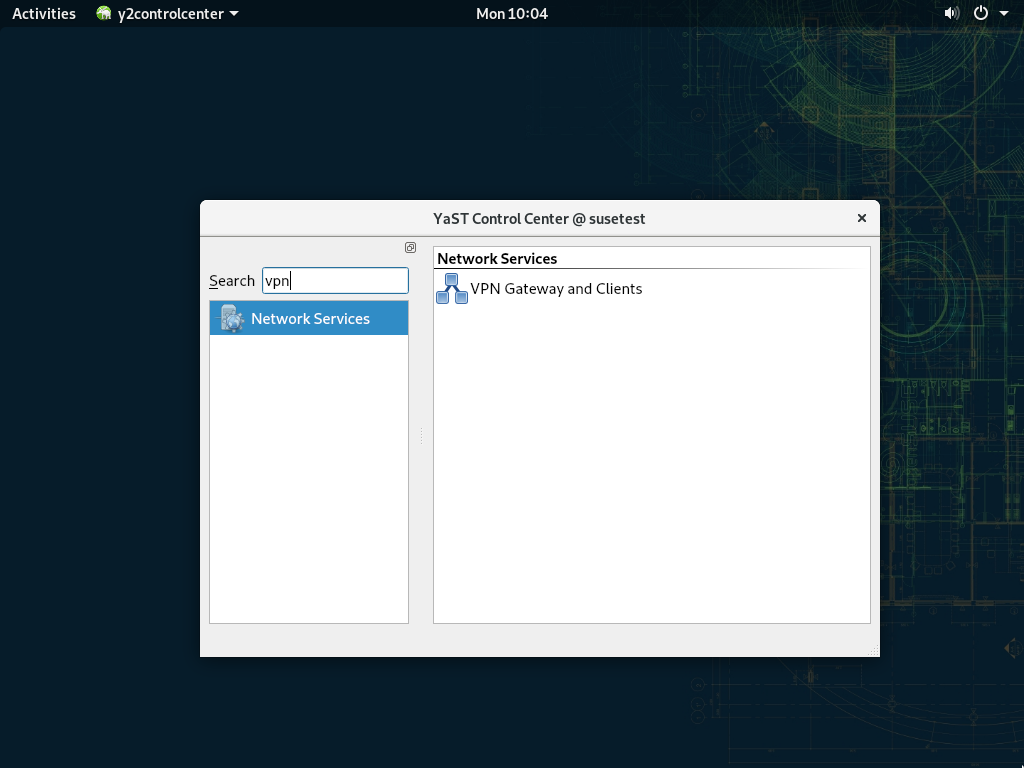 Activities
y2controlcenter
Mon 10:04
YaST Control Center @ susetest
Search
vpn
Network Services
Network Services
VPN Gateway and Clients